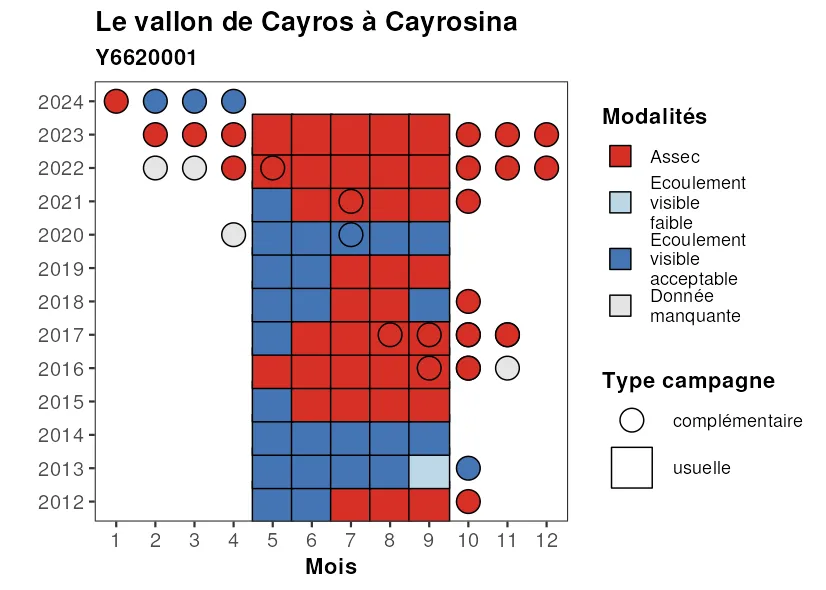 Le vallon de Cayros à Cayrosina
Y6620001
2024
2023
2022
2021
2020
2019
2018
2017
2016
2015
2014
2013
2012
1 2 3 4 5 6 7 8 9 10 11 12
Mois
Modalités
Assec
Ecoulement
visible
faible
Ecoulement
visible
acceptable
Donnée
manquante
Type campagne
complémentaire
usuelle